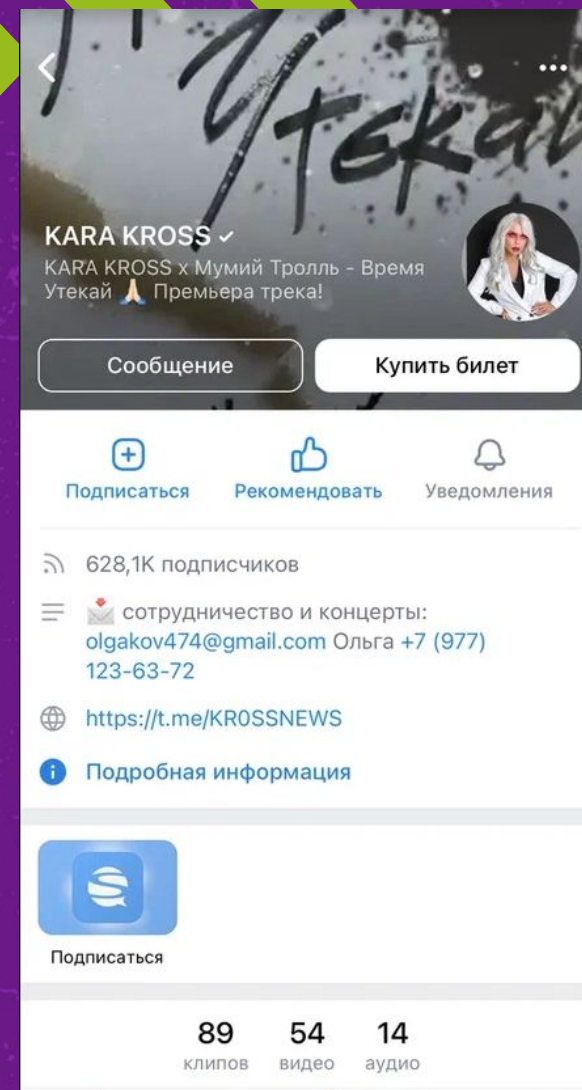 Утекай
KARA KROSS
KARA KROSS x Мумий Тролль - Время
Утекай 🙏🏻 Премьера трека!
Сообщение
Купить билет
Подписаться
Рекомендовать
Уведомления
628,1K подписчиков
📩 сотрудничество и концерты:
olgakov474@gmail.com Ольга +7 (977)
123-63-72
https://t.me/KR0SSNEWS
Подробная информация
Подписаться
89 54 14
клипов видео аудио